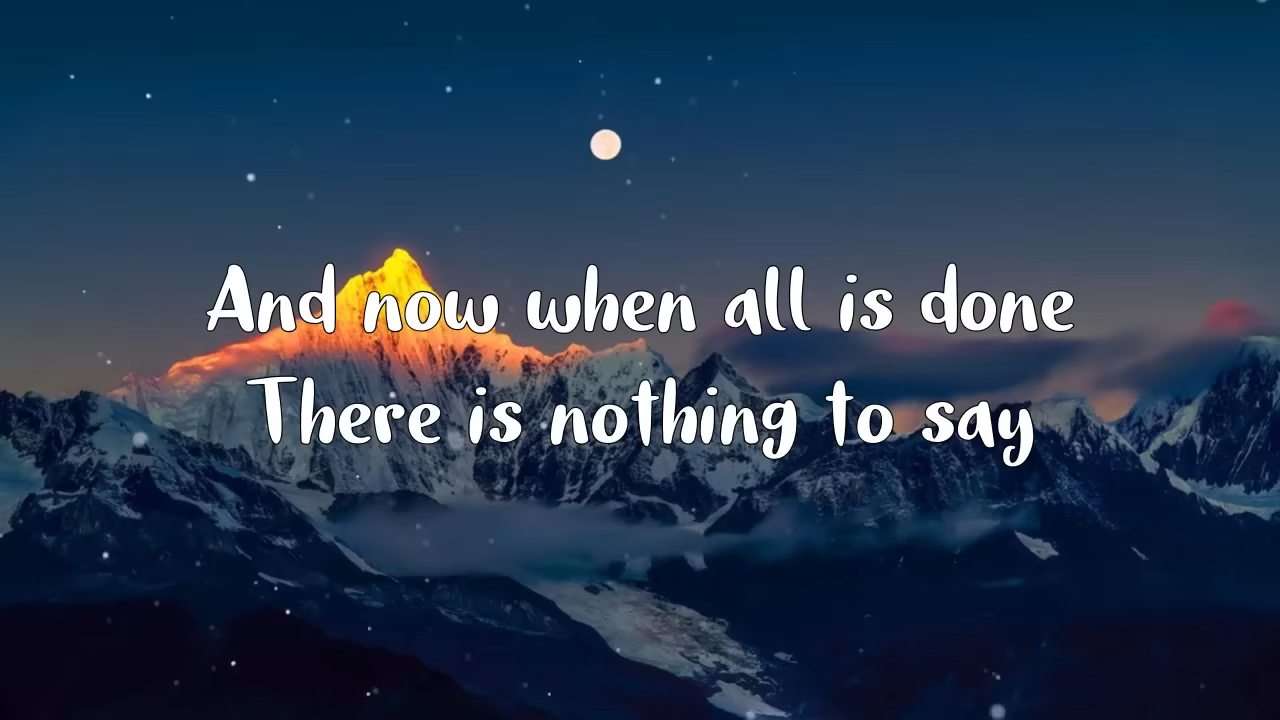 And now when all is done
There is nothing to say